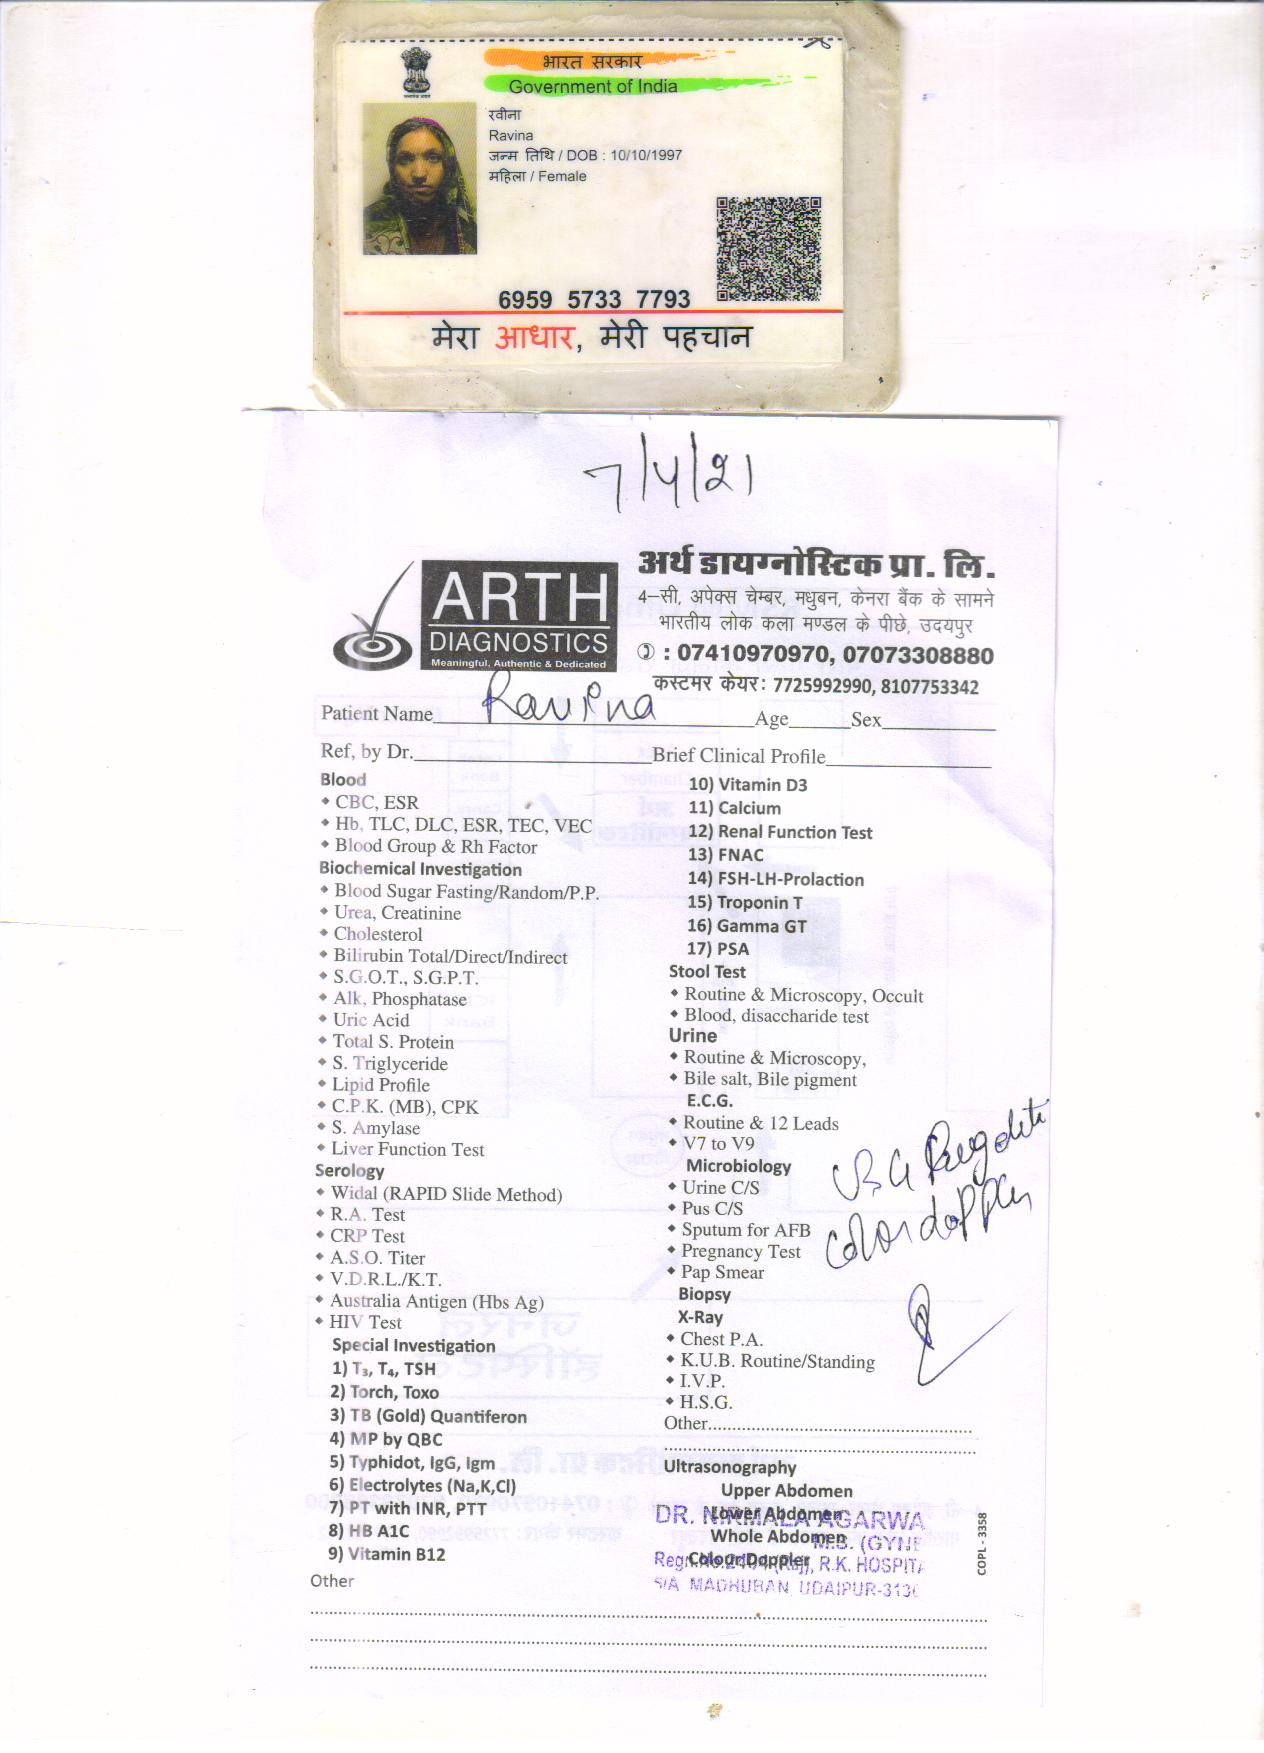 भारत सरकार
Government of India
रवीना
Ravina
जन्म तिथि / DOB : 10/10/1997
महिला / Female
6959 5733 7793
मेरा आधार, मेरी पहचान
7/4/21
ARTH
DIAGNOSTICS
Meaningful, Authentic & Dedicated
अर्थ डायग्नोस्टिक प्रा. लि.
4-सी, अपेक्स चेम्बर, मधुबन, केनरा बैंक के सामने
भारतीय लोक कला मण्डल के पीछे, उदयपुर
: 07410970970, 07073308880
कस्टमर केयर: 7725992990, 8107753342
Patient Name Ravina Age Sex
Ref, by Dr. Brief Clinical Profile
Blood
CBC, ESR
Hb, TLC, DLC, ESR, TEC, VEC
Blood Group & Rh Factor
Biochemical Investigation
Blood Sugar Fasting/Random/P.P.
Urea, Creatinine
Cholesterol
Bilirubin Total/Direct/Indirect
S.G.O.T., S.G.P.T.
Alk, Phosphatase
Uric Acid
Total S. Protein
S. Triglyceride
Lipid Profile
C.P.K. (MB), CPK
S. Amylase
Liver Function Test
Serology
Widal (RAPID Slide Method)
R.A. Test
CRP Test
A.S.O. Titer
V.D.R.L./K.T.
Australia Antigen (Hbs Ag)
HIV Test
Special Investigation
1) T₃, T₄, TSH
2) Torch, Toxo
3) TB (Gold) Quantiferon
4) MP by QBC
5) Typhidot, IgG, Igm
6) Electrolytes (Na,K,Cl)
7) PT with INR, PTT
8) HB A1C
9) Vitamin B12
Other
10) Vitamin D3
11) Calcium
12) Renal Function Test
13) FNAC
14) FSH-LH-Prolaction
15) Troponin T
16) Gamma GT
17) PSA
Stool Test
Routine & Microscopy, Occult
Blood, disaccharide test
Urine
Routine & Microscopy,
Bile salt, Bile pigment
E.C.G.
Routine & 12 Leads
V7 to V9
Microbiology
Urine C/S
Pus C/S
Sputum for AFB
Pregnancy Test
Pap Smear
Biopsy
X-Ray
Chest P.A.
K.U.B. Routine/Standing
I.V.P.
H.S.G.
Other
color doppler
Ultrasonography
Upper Abdomen
Lower Abdomen
Whole Abdomen
Colour Doppler
DR. NIRMALA AGARWA
M.S. (GYNE
R.K. HOSPITA
MADHUBAN, UDAIPUR-3130
COPL - 3358